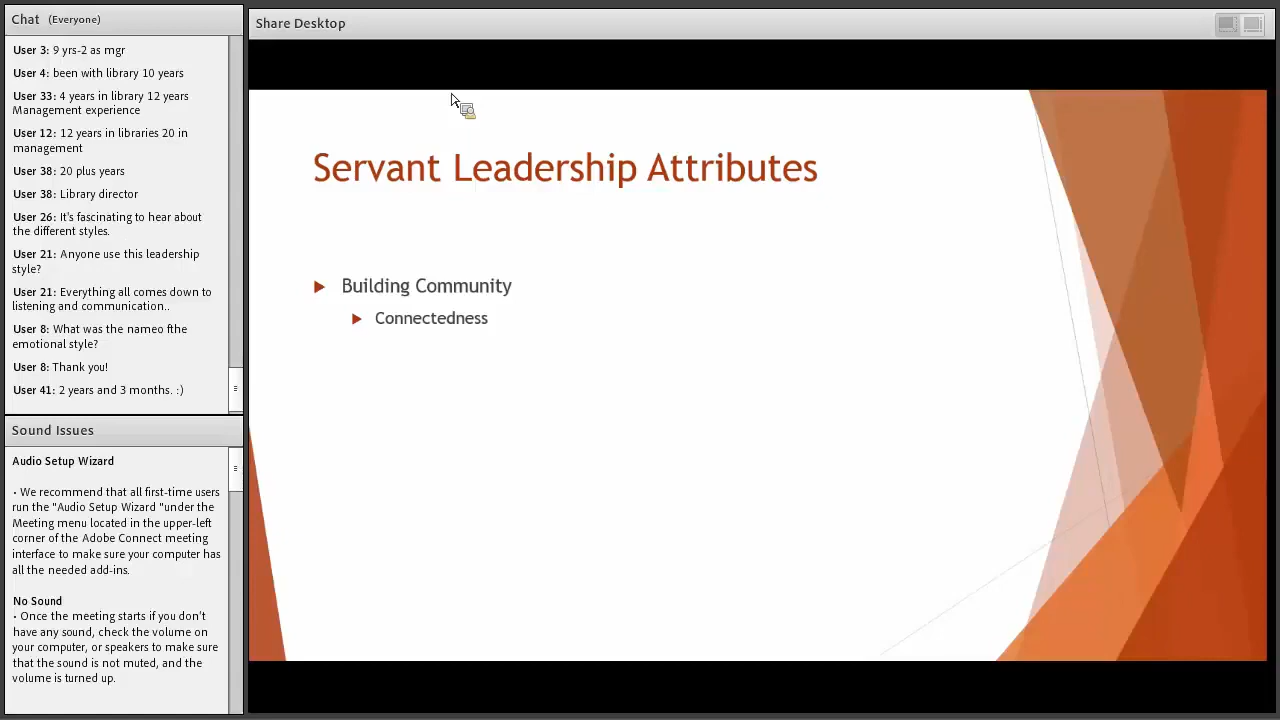 Chat (Everyone)
User 3: 9 yrs-2 as mgr
User 4: been with library 10 years
User 33: 4 years in library 12 years
Management experience
User 12: 12 years in libraries 20 in
management
User 38: 20 plus years
User 38: Library director
User 26: It's fascinating to hear about
the different styles.
User 21: Anyone use this leadership
style?
User 21: Everything all comes down to
listening and communication..
User 8: What was the nameo fthe
emotional style?
User 8: Thank you!
User 41: 2 years and 3 months. :)
Sound Issues
Audio Setup Wizard
• We recommend that all first-time users
run the "Audio Setup Wizard "under the
Meeting menu located in the upper-left
corner of the Adobe Connect meeting
interface to make sure your computer has
all the needed add-ins.
No Sound
• Once the meeting starts if you don't
have any sound, check the volume on
your computer, or speakers to make sure
that the sound is not muted, and the
volume is turned up.
Share Desktop
Servant Leadership Attributes
Building Community
Connectedness